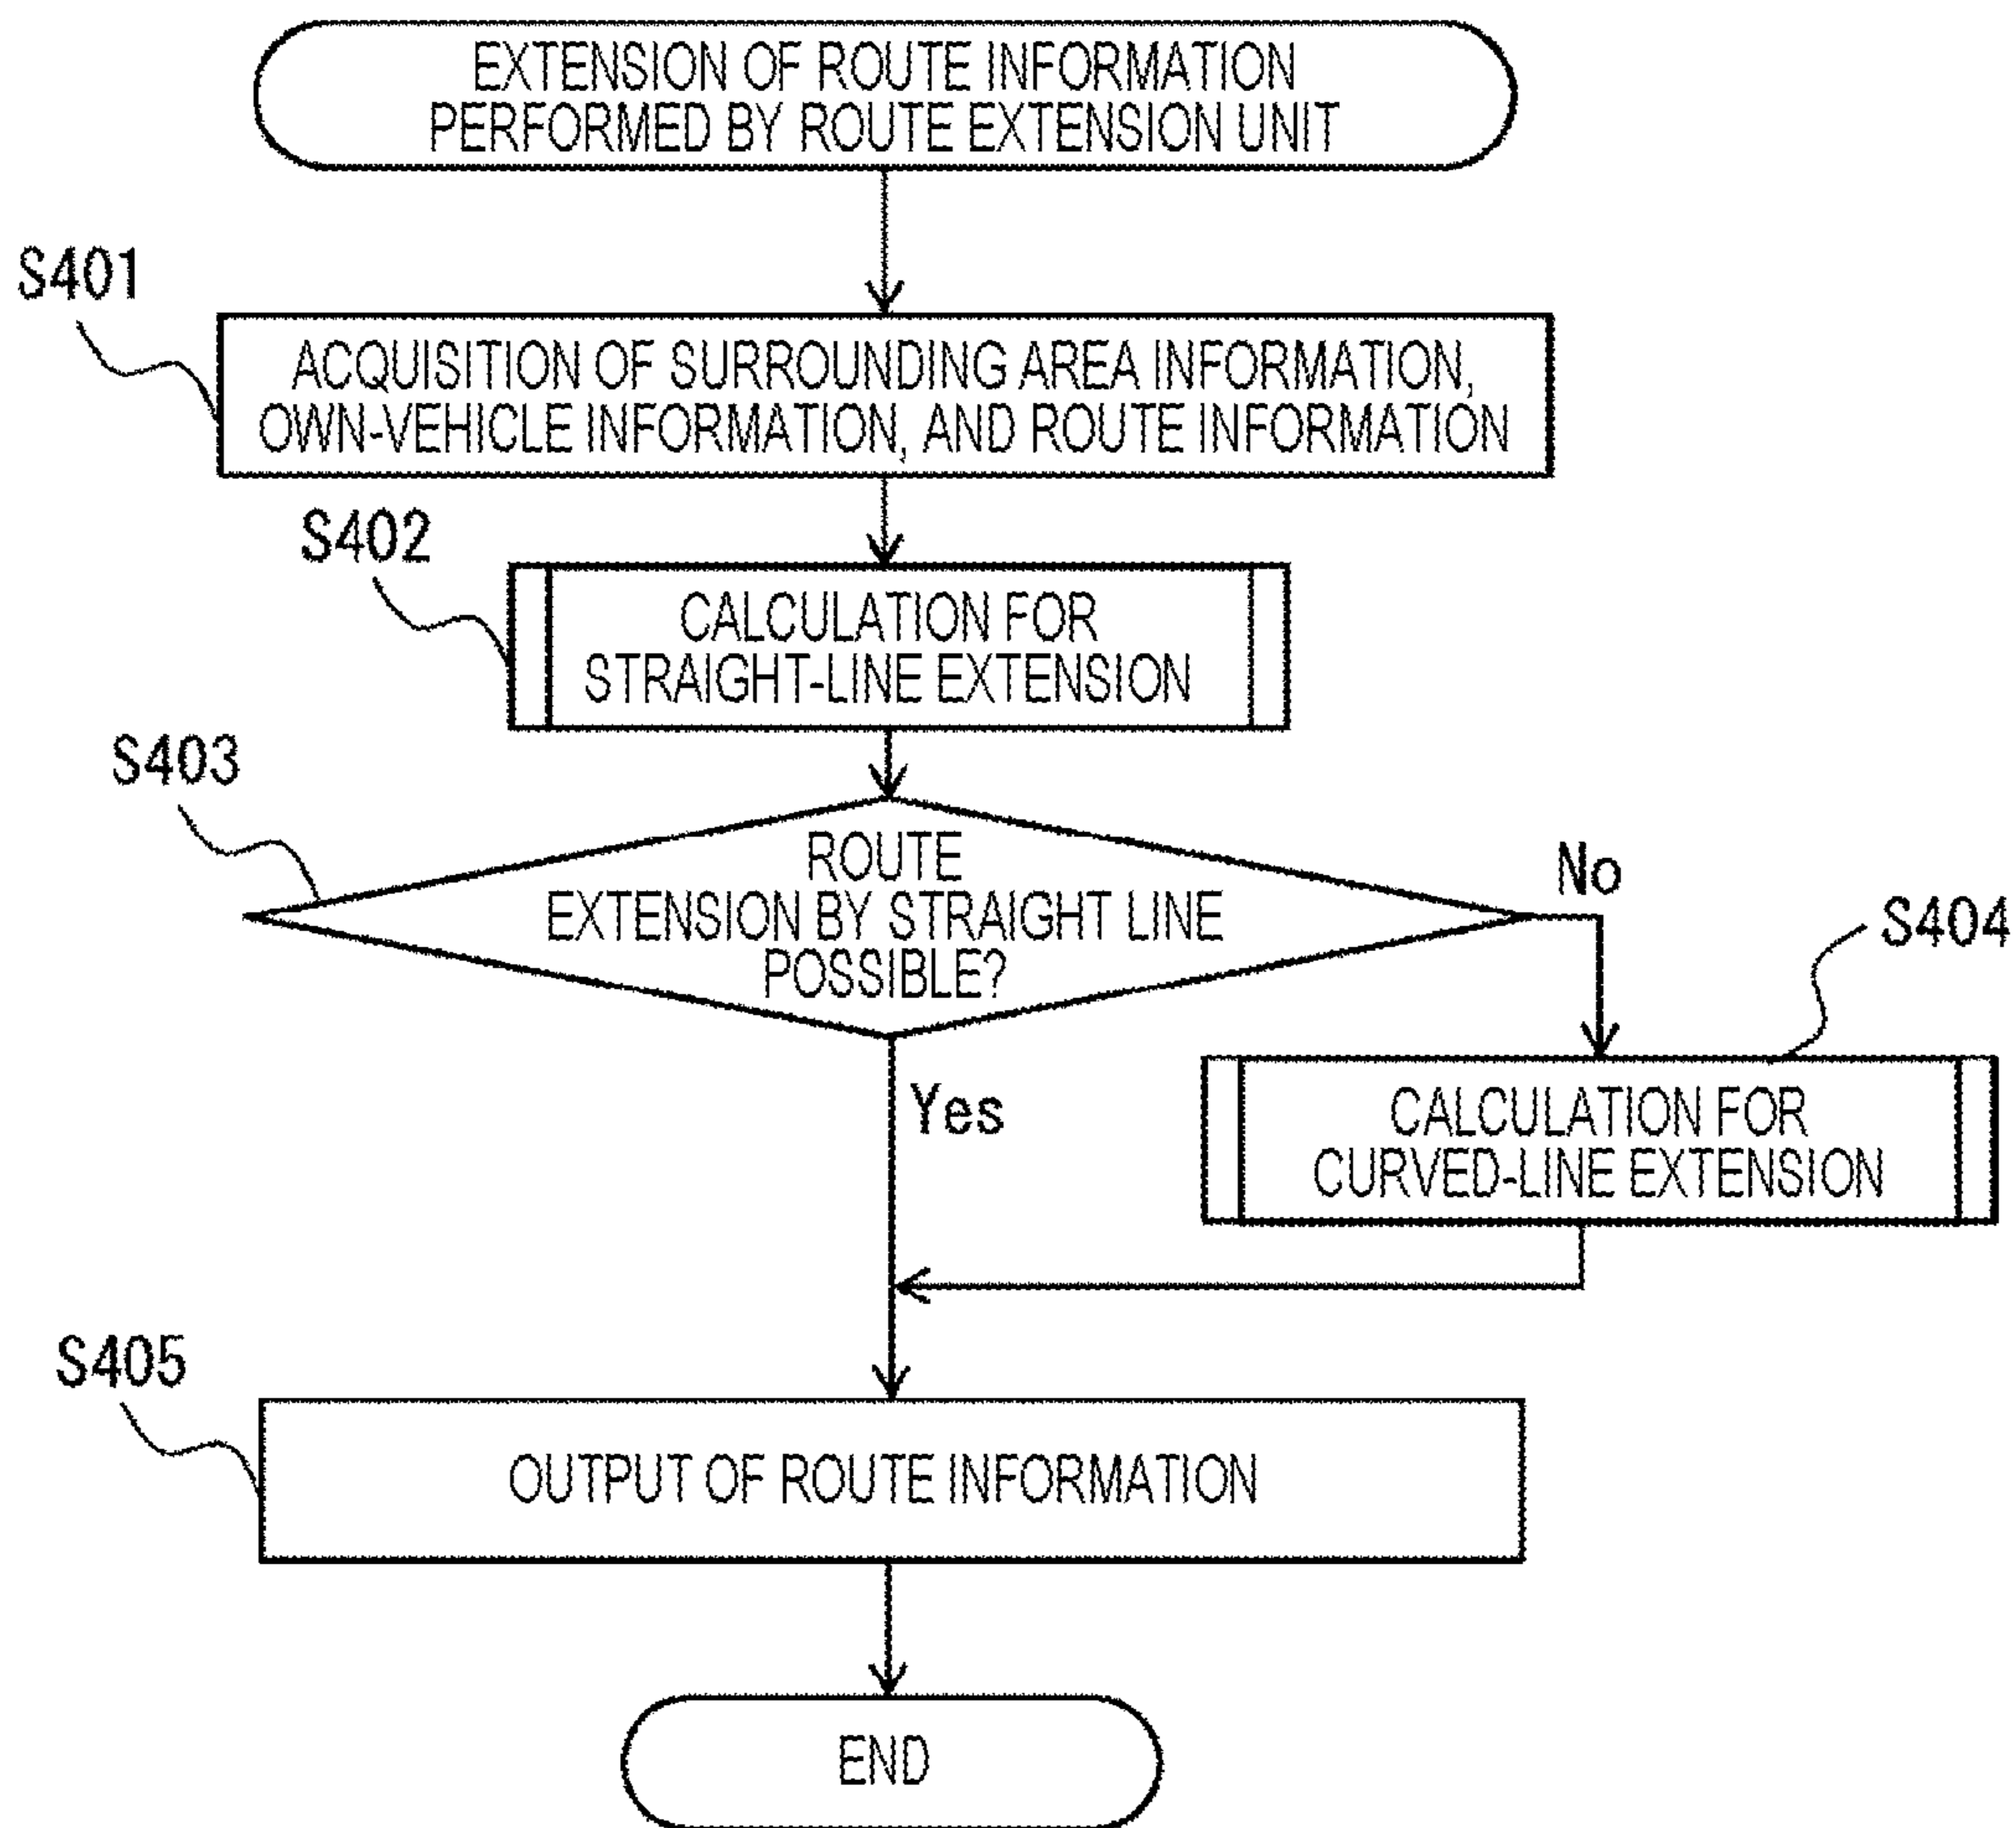 EXTENSION OF ROUTE INFORMATION
PERFORMED BY ROUTE EXTENSION UNIT
S401
ACQUISITION OF SURROUNDING AREA INFORMATION,
OWN-VEHICLE INFORMATION, AND ROUTE INFORMATION
S402
CALCULATION FOR
STRAIGHT-LINE EXTENSION
S403
ROUTE
EXTENSION BY STRAIGHT LINE
POSSIBLE?
No
S404
Yes
CALCULATION FOR
CURVED-LINE EXTENSION
S405
OUTPUT OF ROUTE INFORMATION
END